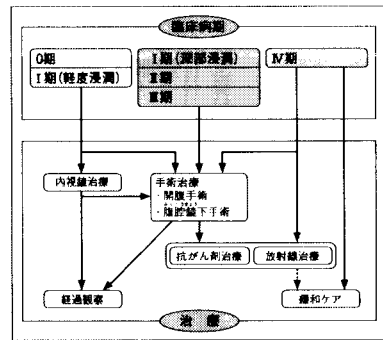 臨床病期
0期
Ⅰ期(軽度浸潤)
Ⅰ期(深部浸潤)
Ⅱ期
Ⅲ期
Ⅳ期
内視鏡治療
手術治療
・開腹手術
・腹腔鏡下手術
抗がん剤治療
放射線治療
経過観察
緩和ケア
治療